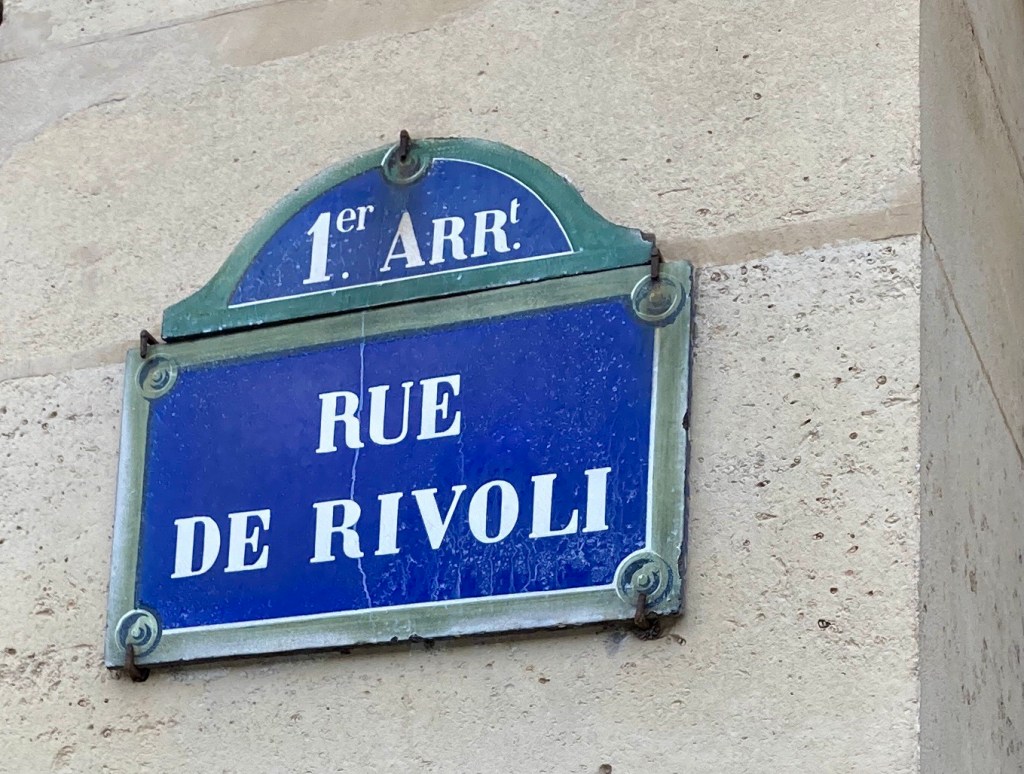 1er. ARRt.
RUE
DE RIVOLI